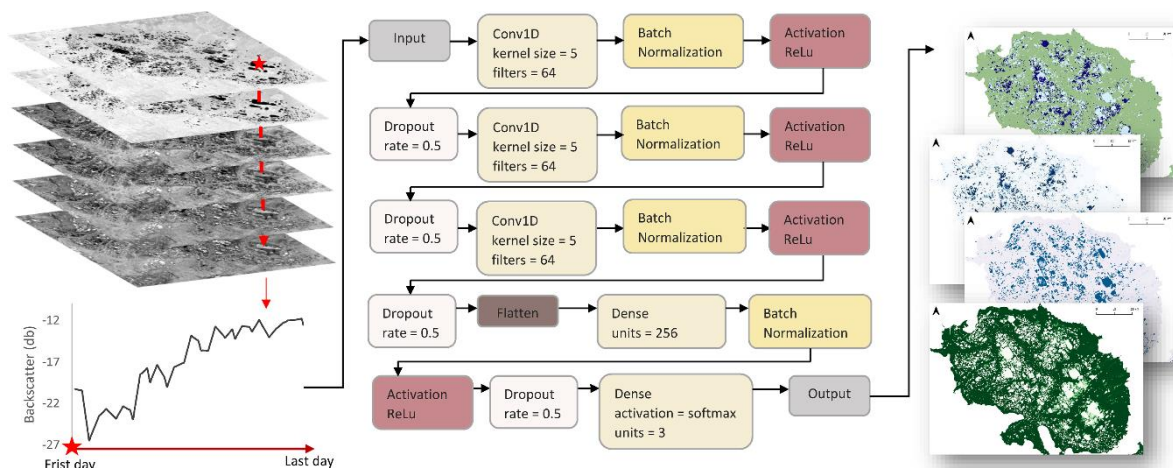 Input
Conv1D
kernel size = 5
filters = 64
Batch
Normalization
Activation
ReLu
Dropout
rate = 0.5
Conv1D
kernel size = 5
filters = 64
Batch
Normalization
Activation
ReLu
Dropout
rate = 0.5
Conv1D
kernel size = 5
filters = 64
Batch
Normalization
Activation
ReLu
Dropout
rate = 0.5
Flatten
Dense
units = 256
Batch
Normalization
Activation
ReLu
Dropout
rate = 0.5
Dense
activation = softmax
units = 3
Output
Backscatter (db)
-12
-17
-22
-27
Frist day
Last day